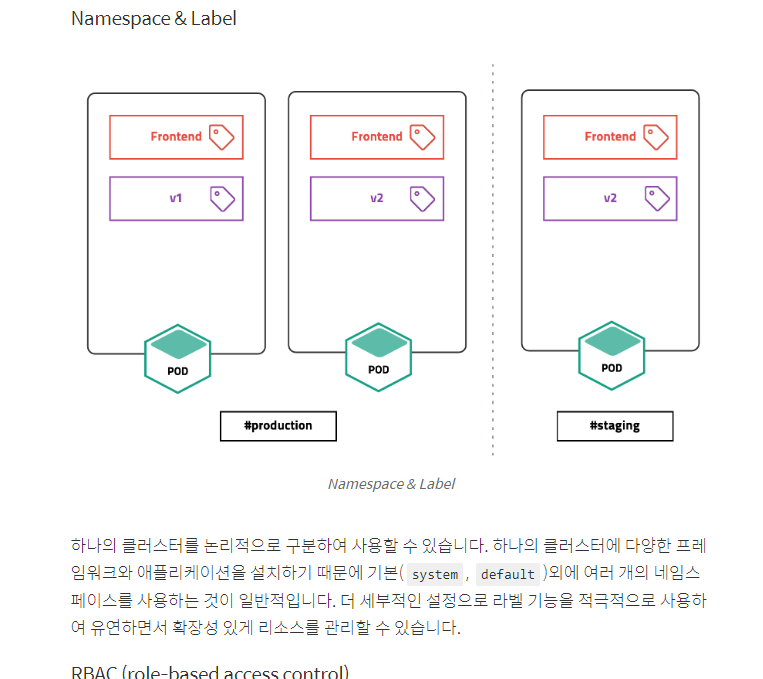 Namespace & Label
Frontend
Frontend
Frontend
v1
v2
v2
POD
POD
POD
#production
#staging
Namespace & Label
하나의 클러스터를 논리적으로 구분하여 사용할 수 있습니다. 하나의 클러스터에 다양한 프레
임워크와 애플리케이션을 설치하기 때문에 기본( system , default )외에 여러 개의 네임스
페이스를 사용하는 것이 일반적입니다. 더 세부적인 설정으로 라벨 기능을 적극적으로 사용하
여 유연하면서 확장성 있게 리소스를 관리할 수 있습니다.
RBAC (role-based access control)